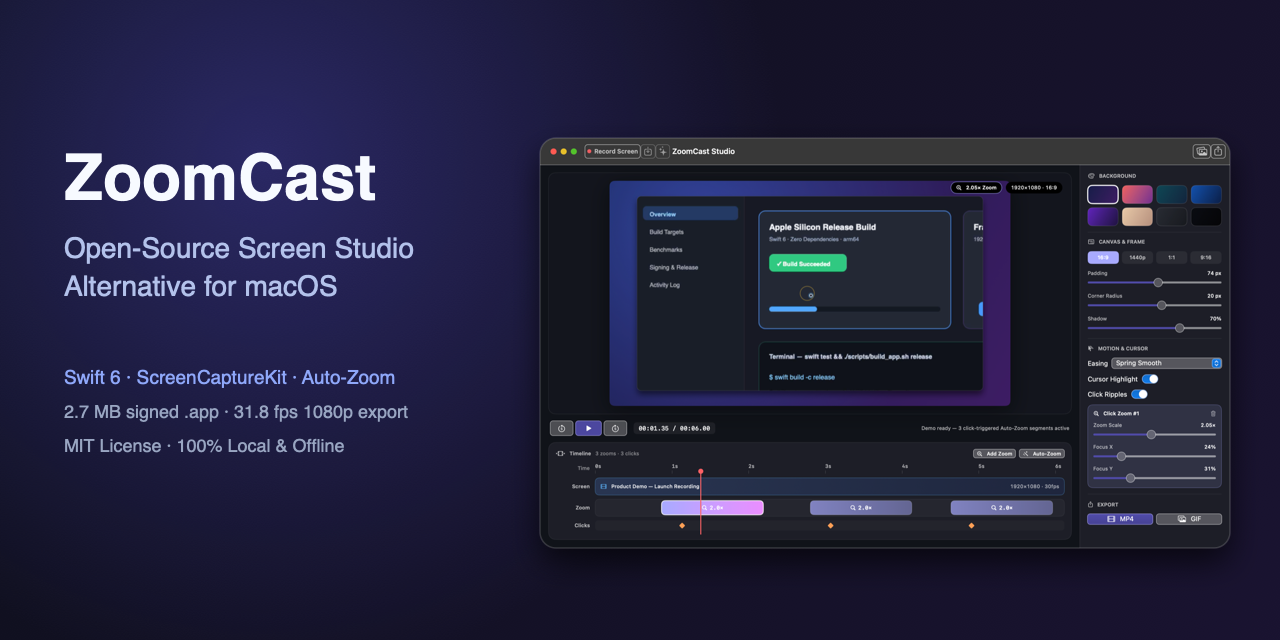 ZoomCast
Open-Source Screen Studio
Alternative for macOS
Swift 6 · ScreenCaptureKit · Auto-Zoom
2.7 MB signed .app · 31.8 fps 1080p export
MIT License · 100% Local & Offline
Record Screen
ZoomCast Studio
2.05× Zoom
1920×1080 · 16:9
Overview
Build Targets
Benchmarks
Signing & Release
Activity Log
Apple Silicon Release Build
Swift 6 · Zero Dependencies · arm64
✓ Build Succeeded
Fra
192
Terminal — swift test && ./scripts/build_app.sh release
$ swift build -c release
00:01.35 / 00:06.00
Demo ready — 3 click-triggered Auto-Zoom segments active
Timeline 3 zooms · 3 clicks
Add Zoom
Auto-Zoom
Time 0s 1s 2s 3s 4s 5s 6s
Screen Product Demo — Launch Recording 1920×1080 · 30fps
Zoom 2.0× 2.0× 2.0×
Clicks
BACKGROUND
CANVAS & FRAME
16:9 1440p 1:1 9:16
Padding 74 px
Corner Radius 20 px
Shadow 70%
MOTION & CURSOR
Easing Spring Smooth
Cursor Highlight
Click Ripples
Click Zoom #1
Zoom Scale 2.05×
Focus X 24%
Focus Y 31%
EXPORT
MP4 GIF